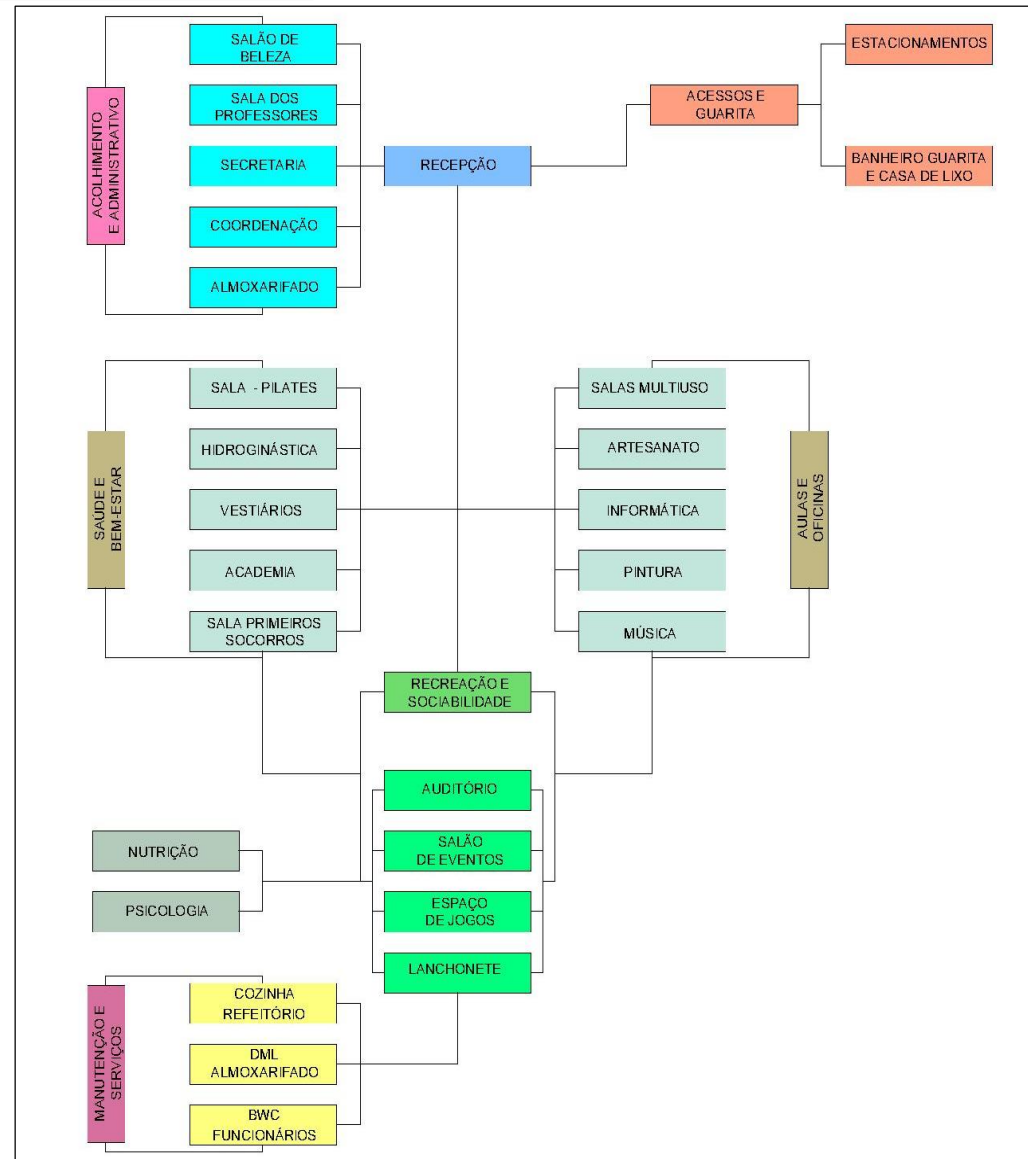 SALÃO DE
BELEZA
SALA DOS
PROFESSORES
SECRETARIA
COORDENAÇÃO
ALMOXARIFADO
ACOLHIMENTO
E ADMINISTRATIVO
RECEPÇÃO
ACESSOS E
GUARITA
ESTACIONAMENTOS
BANHEIRO GUARITA
E CASA DE LIXO
SALA - PILATES
HIDROGINÁSTICA
VESTIÁRIOS
ACADEMIA
SALA PRIMEIROS
SOCORROS
SAÚDE E
BEM-ESTAR
SALAS MULTIUSO
ARTESANATO
INFORMÁTICA
PINTURA
MÚSICA
AULAS E
OFICINAS
RECREAÇÃO E
SOCIABILIDADE
AUDITÓRIO
SALÃO
DE EVENTOS
ESPAÇO
DE JOGOS
LANCHONETE
NUTRIÇÃO
PSICOLOGIA
MANUTENÇÃO E
SERVIÇOS
COZINHA
REFEITÓRIO
DML
ALMOXARIFADO
BWC
FUNCIONÁRIOS